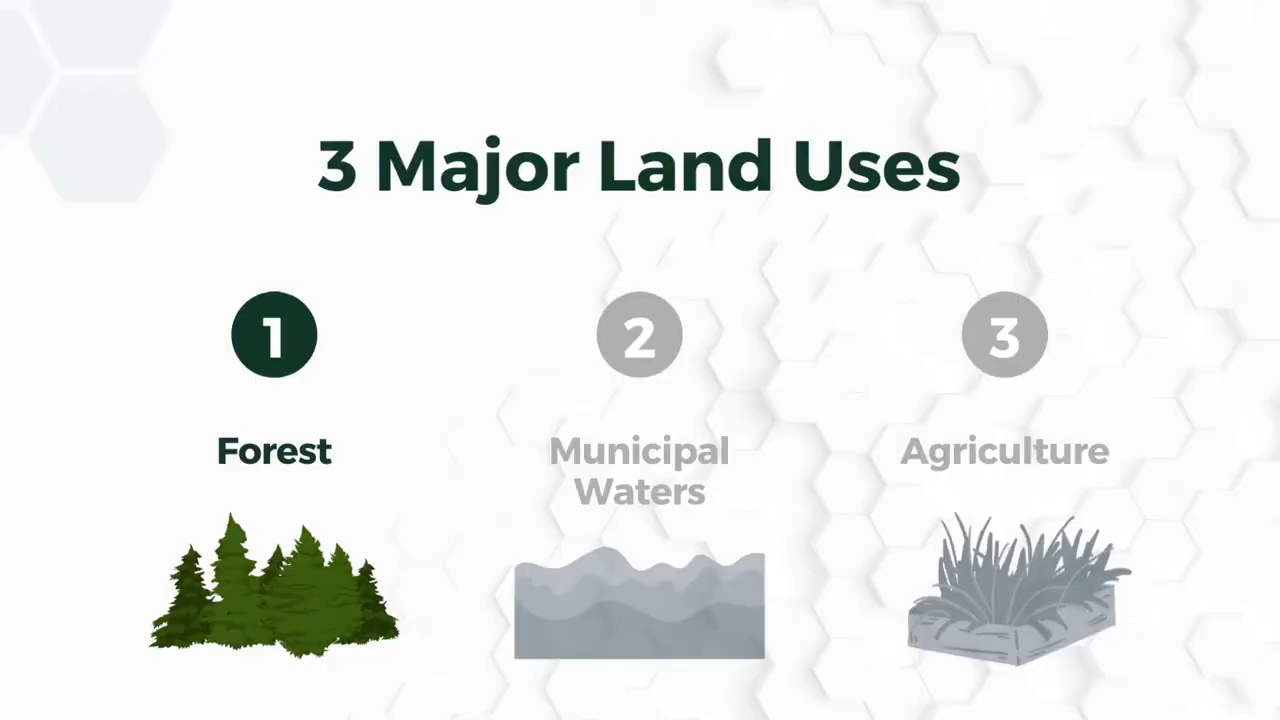 3 Major Land Uses
1
2
3
Forest
Municipal
Waters
Agriculture